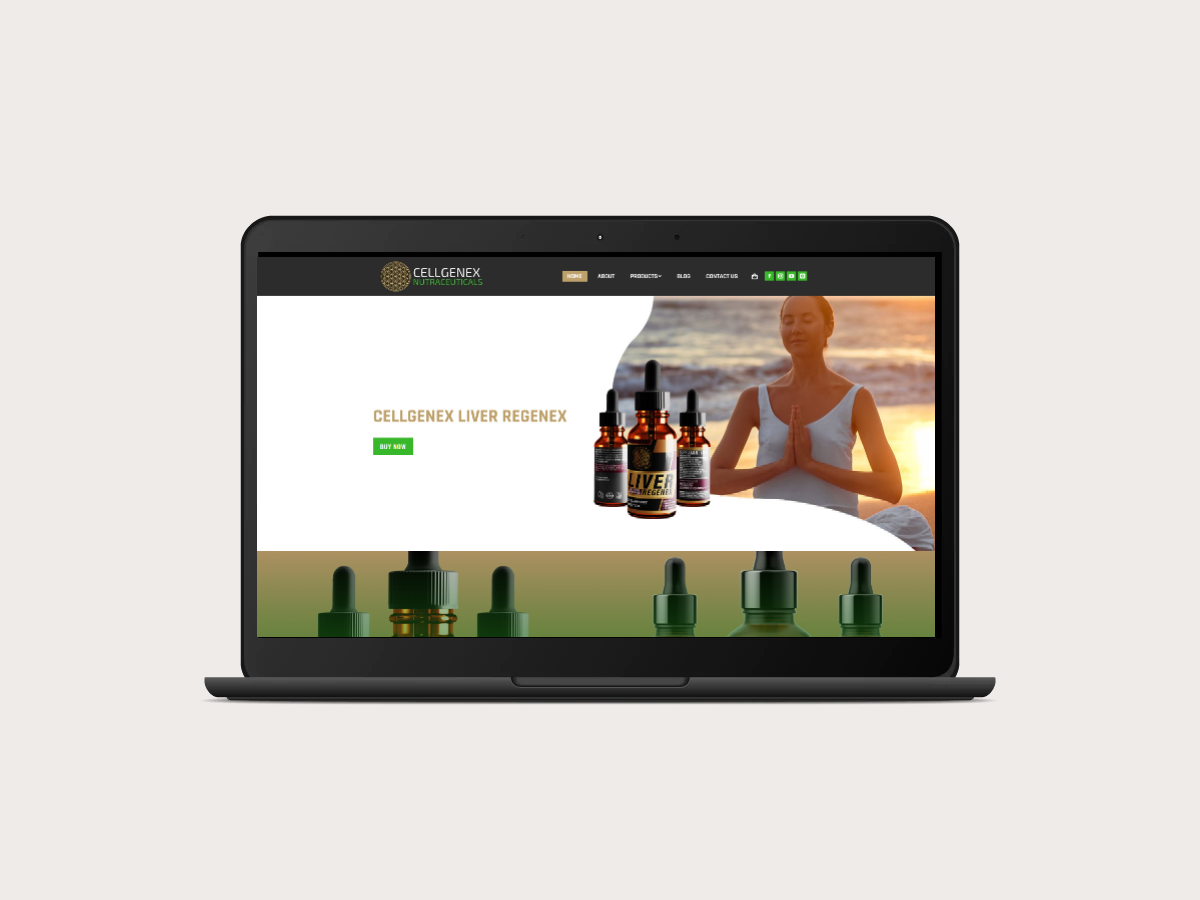 CELLGENEX
NUTRACEUTICALS
HOME ABOUT PRODUCTS BLOG CONTACT US
CELLGENEX LIVER REGENEX
BUY NOW
LIVER
REGENEX